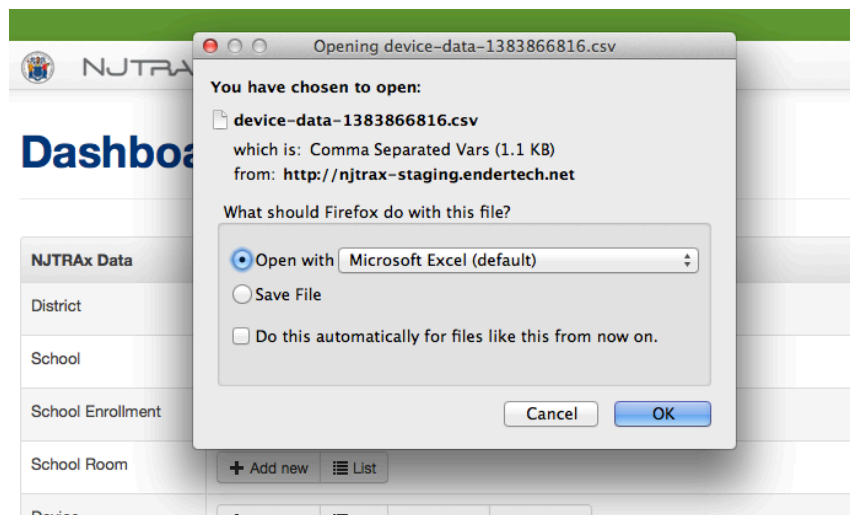 Opening device-data-1383866816.csv
NJTRA
You have chosen to open:
device-data-1383866816.csv
which is: Comma Separated Vars (1.1 KB)
from: http://njtrax-staging.endertech.net
Dashboa
What should Firefox do with this file?
NJTRAx Data
Open with Microsoft Excel (default)
District
Save File
Do this automatically for files like this from now on.
School
School Enrollment
Cancel OK
School Room
+ Add new List